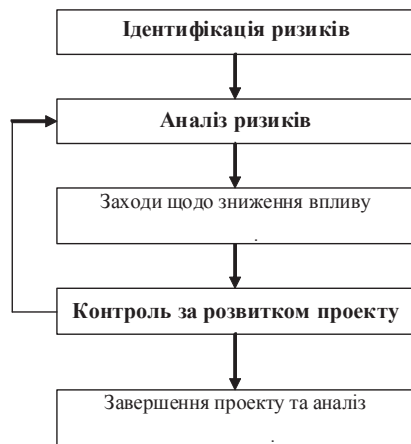 Ідентифікація ризиків
Аналіз ризиків
Заходи щодо зниження впливу
.
Контроль за розвитком проекту
Завершення проекту та аналіз
.